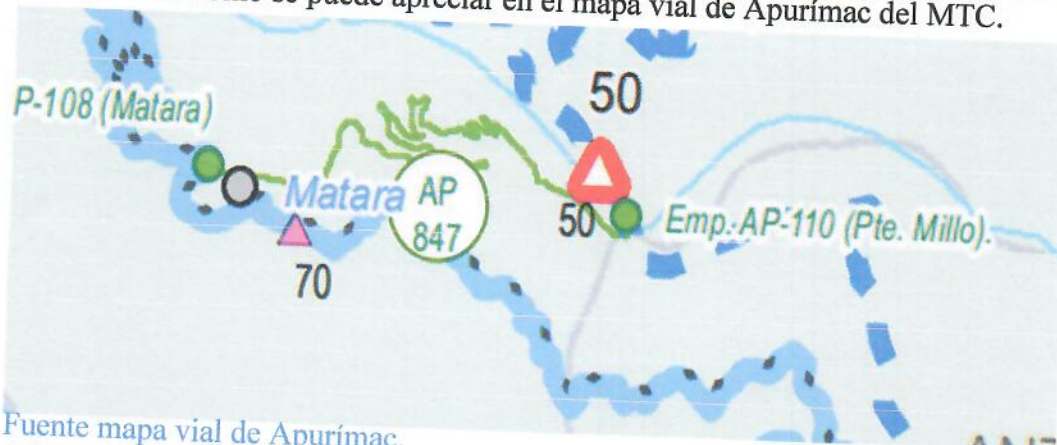 se puede apreciar en el mapa vial de Apurímac del MTC.
50
P-108 (Matara)
Matara
AP
847
50
Emp. AP-110 (Pte. Millo).
70
Fuente mapa vial de Apurímac.